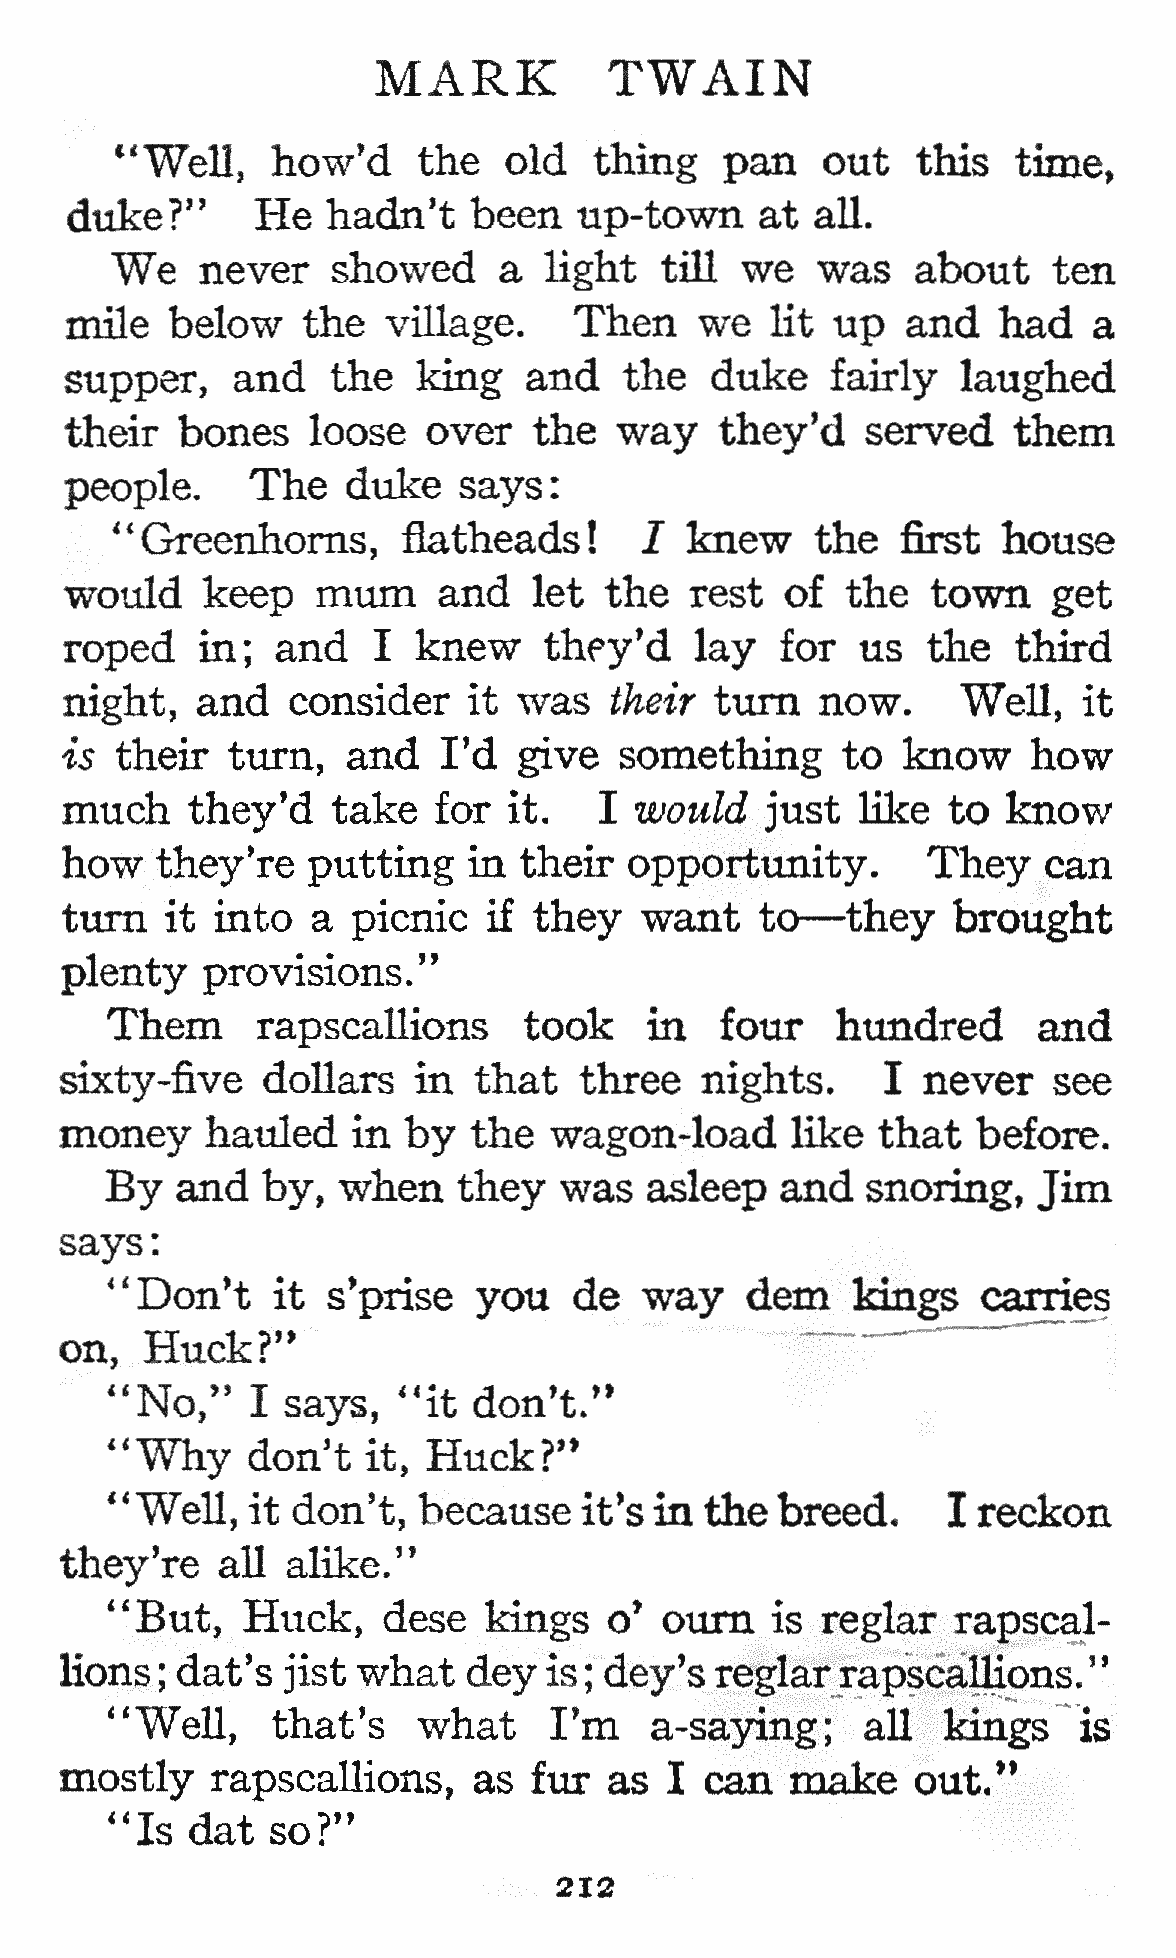 MARK TWAIN
“Well, how’d the old thing pan out this time,
duke?” He hadn’t been up-town at all.
We never showed a light till we was about ten
mile below the village. Then we lit up and had a
supper, and the king and the duke fairly laughed
their bones loose over the way they’d served them
people. The duke says:
“Greenhorns, flatheads! I knew the first house
would keep mum and let the rest of the town get
roped in; and I knew they’d lay for us the third
night, and consider it was their turn now. Well, it
is their turn, and I’d give something to know how
much they’d take for it. I would just like to know
how they’re putting in their opportunity. They can
turn it into a picnic if they want to—they brought
plenty provisions.”
Them rapscallions took in four hundred and
sixty-five dollars in that three nights. I never see
money hauled in by the wagon-load like that before.
By and by, when they was asleep and snoring, Jim
says:
“Don’t it s’prise you de way dem kings carries
on, Huck?”
“No,” I says, “it don’t.”
“Why don’t it, Huck?”
“Well, it don’t, because it’s in the breed. I reckon
they’re all alike.”
“But, Huck, dese kings o’ ourn is reglar rapscal-
lions; dat’s jist what dey is; dey’s reglar rapscallions.”
“Well, that’s what I’m a-saying; all kings is
mostly rapscallions, as fur as I can make out.”
“Is dat so?”
212